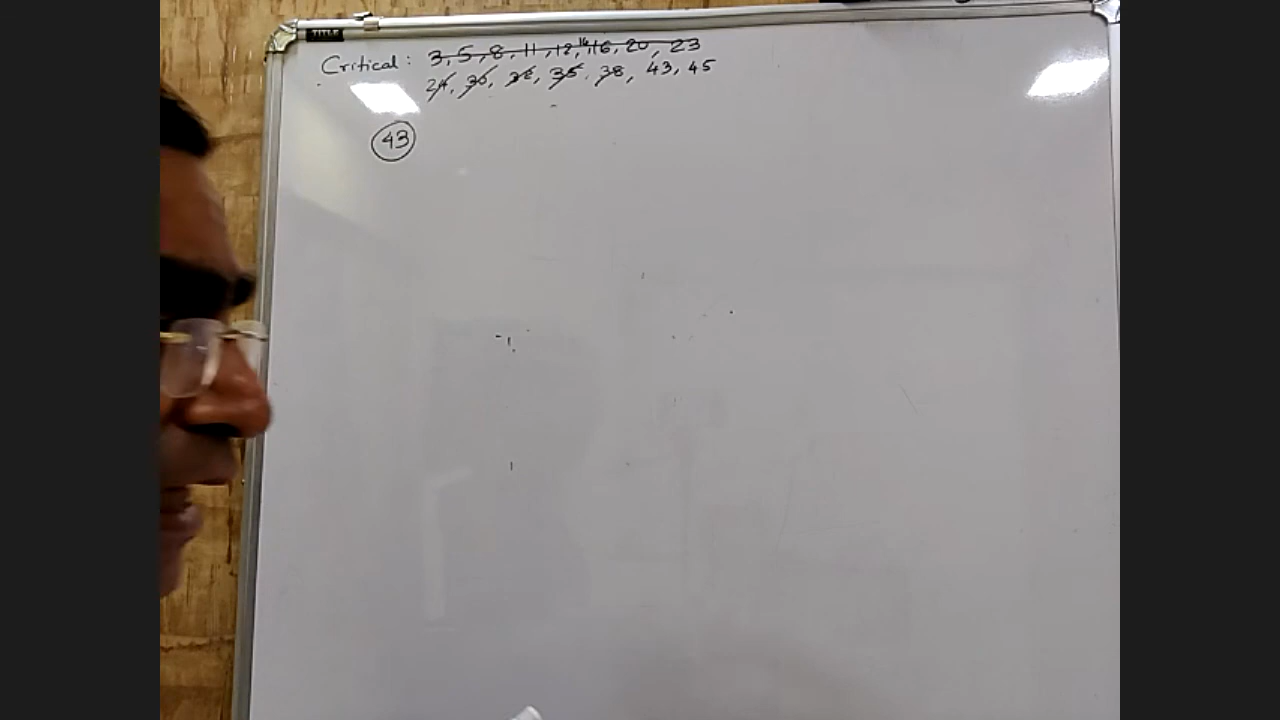 Critical: 3, 5, 8, 11, 12, 14, 16, 20, 23
24, 30, 32, 35, 38, 43, 45
43